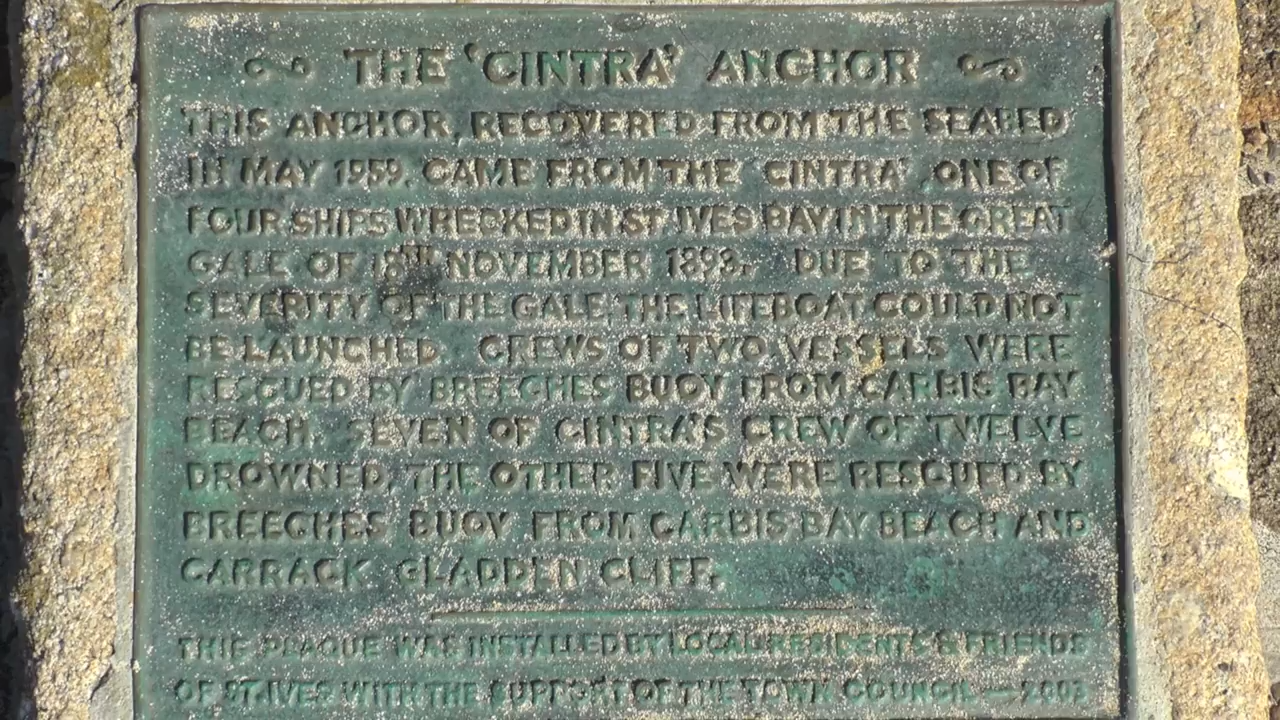 THE 'CINTRA' ANCHOR
THIS ANCHOR, RECOVERED FROM THE SEABED
IN MAY 1959, CAME FROM THE 'CINTRA' ONE OF
FOUR SHIPS WRECKED IN ST IVES BAY IN THE GREAT
GALE OF 18TH NOVEMBER 1893. DUE TO THE
SEVERITY OF THE GALE THE LIFEBOAT COULD NOT
BE LAUNCHED. CREWS OF TWO VESSELS WERE
RESCUED BY BREECHES BUOY FROM CARBIS BAY
BEACH. SEVEN OF CINTRA'S CREW OF TWELVE
DROWNED, THE OTHER FIVE WERE RESCUED BY
BREECHES BUOY FROM CARBIS BAY BEACH AND
CARRACK GLADDEN CLIFF.
THIS PLAQUE WAS INSTALLED BY LOCAL RESIDENTS & FRIENDS
OF ST. IVES WITH THE SUPPORT OF THE TOWN COUNCIL — 2003